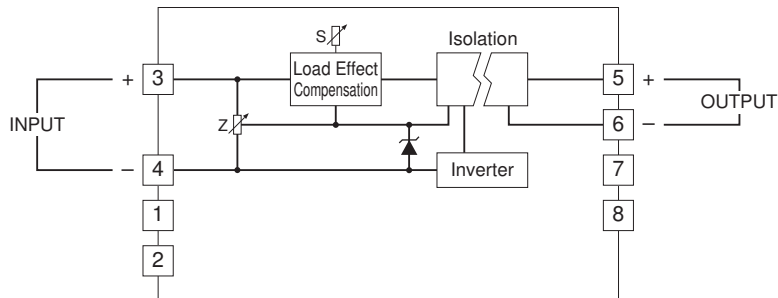 S
Isolation
Load Effect
Compensation
+ 3
5 +
INPUT
OUTPUT
Z
6 −
− 4
Inverter
7
1
8
2